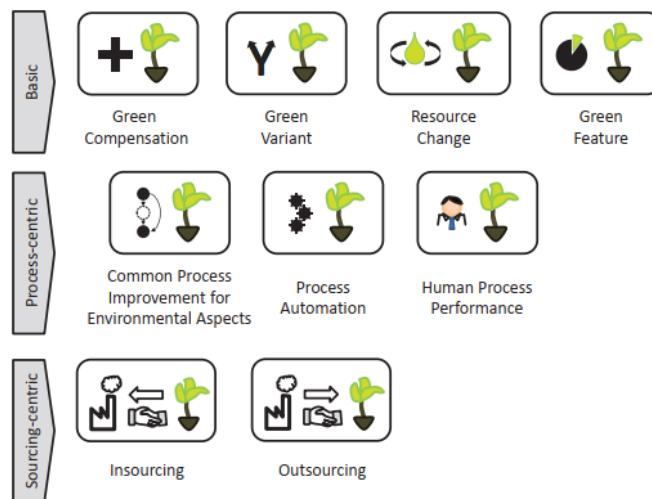 Basic
Green
Compensation
Green
Variant
Resource
Change
Green
Feature
Process-centric
Common Process
Improvement for
Environmental Aspects
Process
Automation
Human Process
Performance
Sourcing-centric
Insourcing
Outsourcing